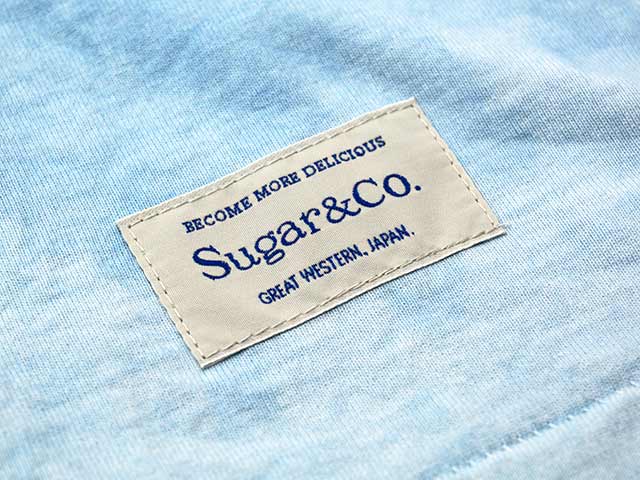 BECOME MORE DELICIOUS
Sugar&Co.
GREAT WESTERN, JAPAN.